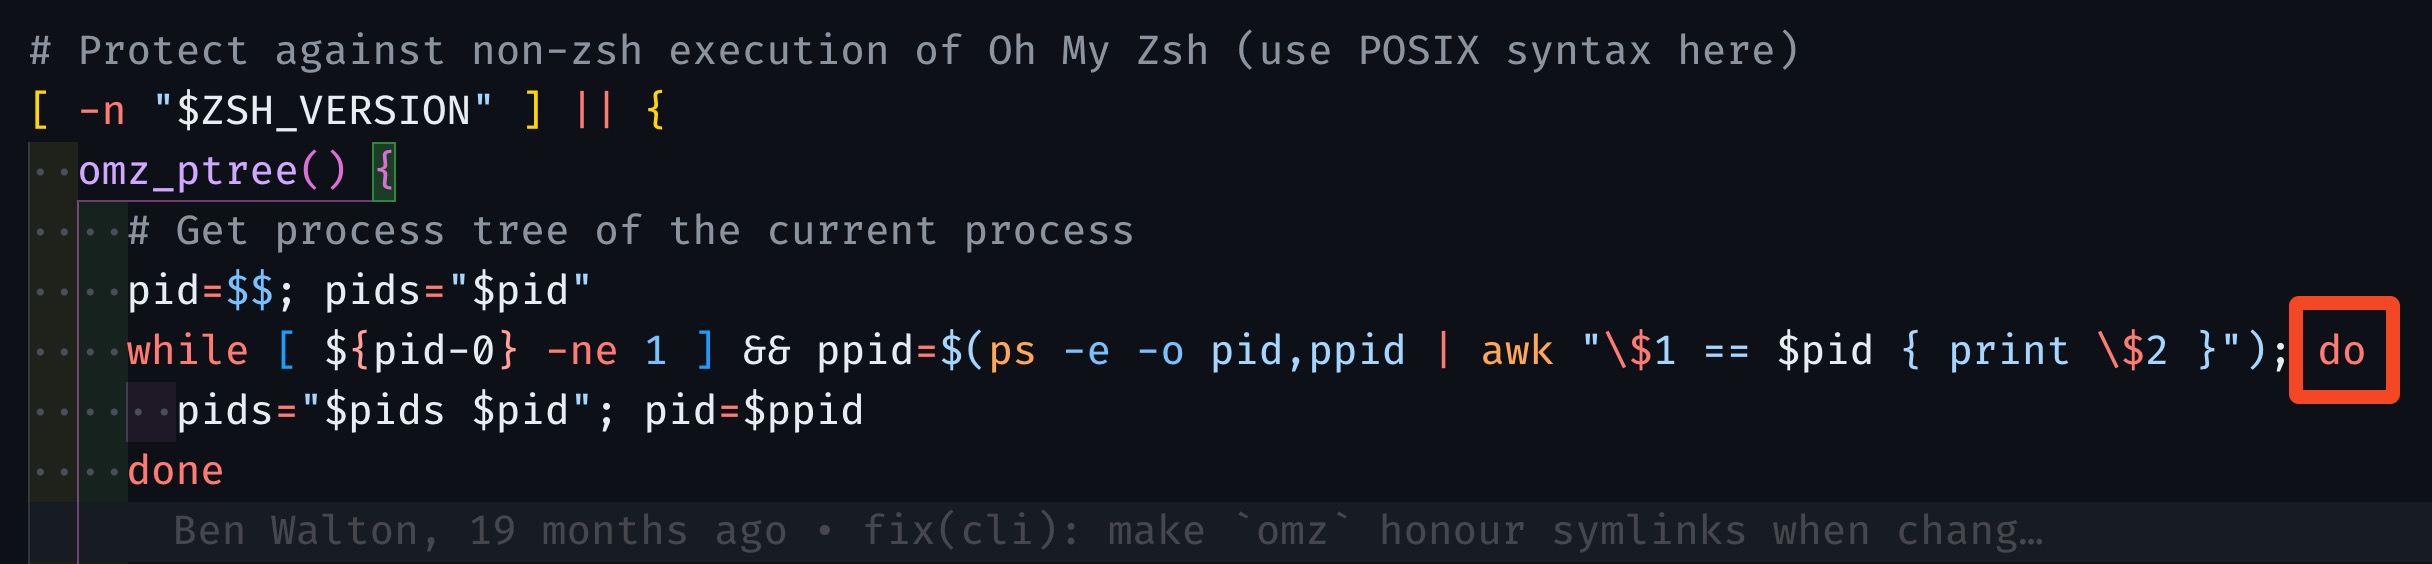 # Protect against non-zsh execution of Oh My Zsh (use POSIX syntax here)
[ -n "$ZSH_VERSION" ] || {
omz_ptree() {
# Get process tree of the current process
pid=$$; pids="$pid"
while [ ${pid-0} -ne 1 ] && ppid=$(ps -e -o pid,ppid | awk "\$1 == $pid { print \$2 }"); do
pids="$pids $pid"; pid=$ppid
done
Ben Walton, 19 months ago • fix(cli): make `omz` honour symlinks when chang…